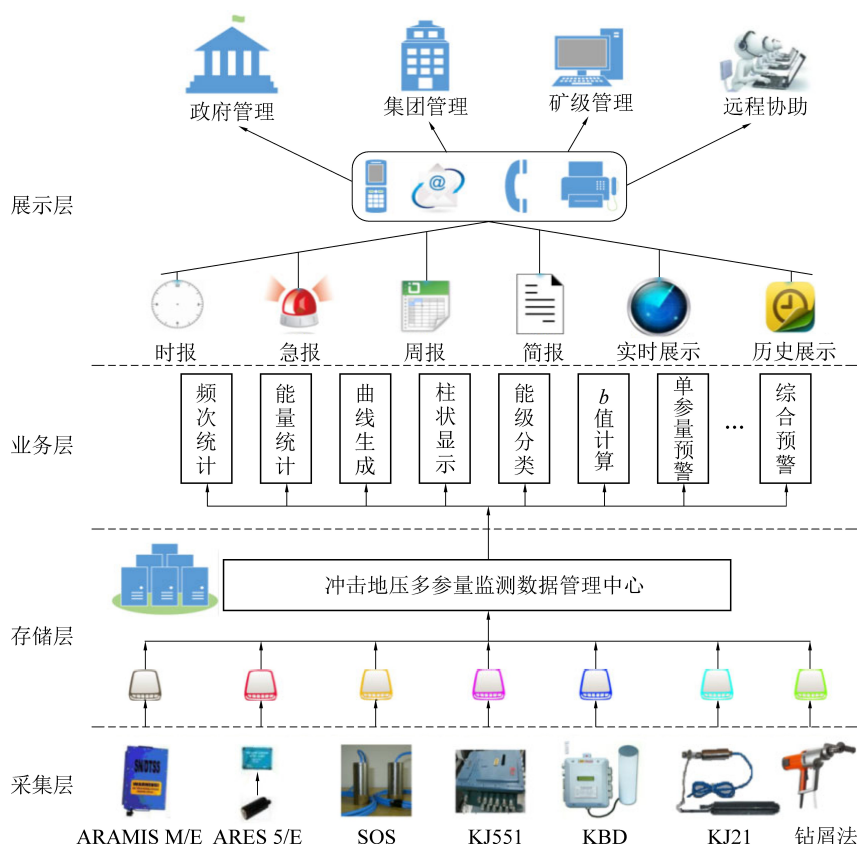 政府管理
集团管理
矿级管理
远程协助
@
展示层
时报
急报
周报
简报
实时展示
历史展示
业务层
频次统计
能量统计
曲线生成
柱状显示
能级分类
b值计算
单参量预警
...
综合预警
冲击地压多参量监测数据管理中心
存储层
采集层
SN/DTSS
WARNING
ARAMIS M/E
ARES 5/E
SOS
KJ551
KBD
KJ21
钻屑法